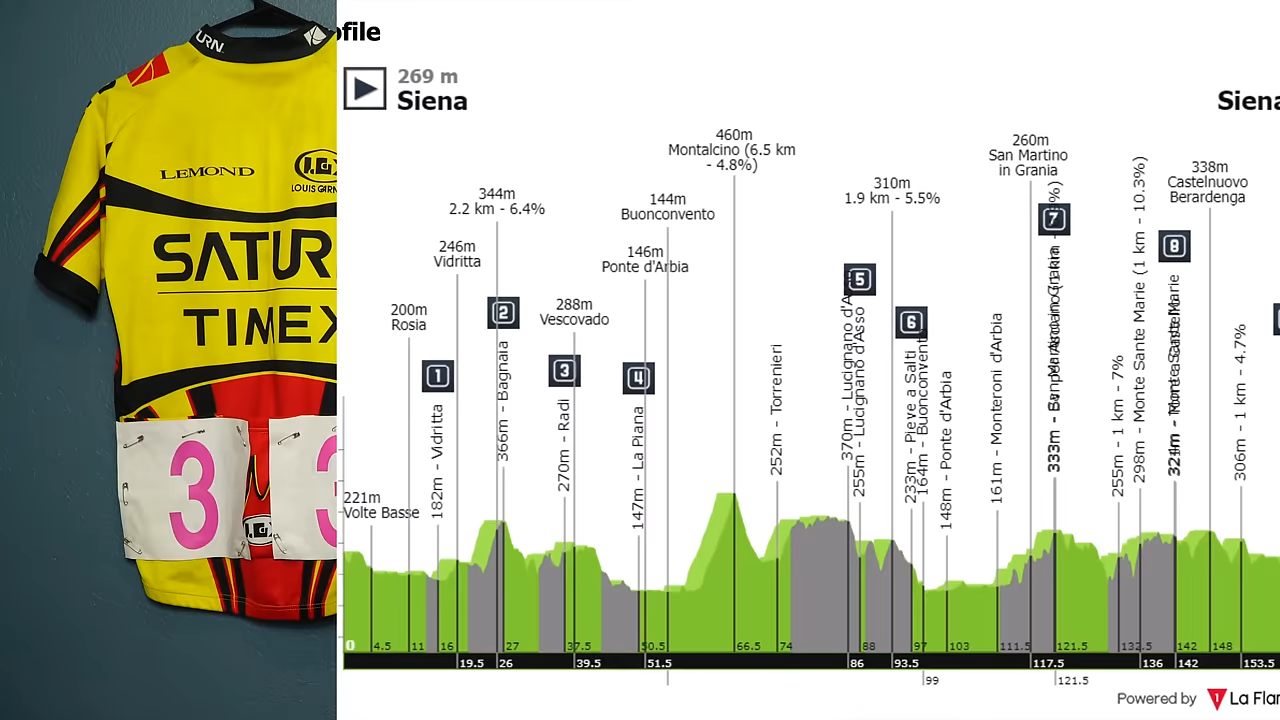 URN
LEMOND
LOUIS GARN
SATUR
TIMEX
3
ofile
269 m
Siena
Siena
460m
Montalcino (6.5 km
- 4.8%)
260m
San Martino
in Grania
338m
Castelnuovo
Berardenga
344m
2.2 km - 6.4%
144m
Buonconvento
310m
1.9 km - 5.5%
246m
Vidritta
146m
Ponte d'Arbia
200m
Rosia
288m
Vescovado
221m
Volte Basse
1
2
3
4
5
6
7
8
182m - Vidritta
366m - Bagnaia
270m - Radi
147m - La Piana
252m - Torrenieri
370m - Lucignano d'A
255m - Lucignano d'Asso
233m - Pieve a Salti
164m - Buonconvent
148m - Ponte d'Arbia
161m - Monteroni d'Arbia
333m -
255m - 1 km - 7%
298m - Monte Sante Marie (1 km - 10.3%)
306m - 1 km - 4.7%
0 4.5 11 16 27 37.5 50.5 66.5 74 88 97 103 111.5 121.5 132.5 142 148
19.5 26 39.5 51.5 86 93.5 117.5 136 142 153.5
99 121.5
Powered by La Flam